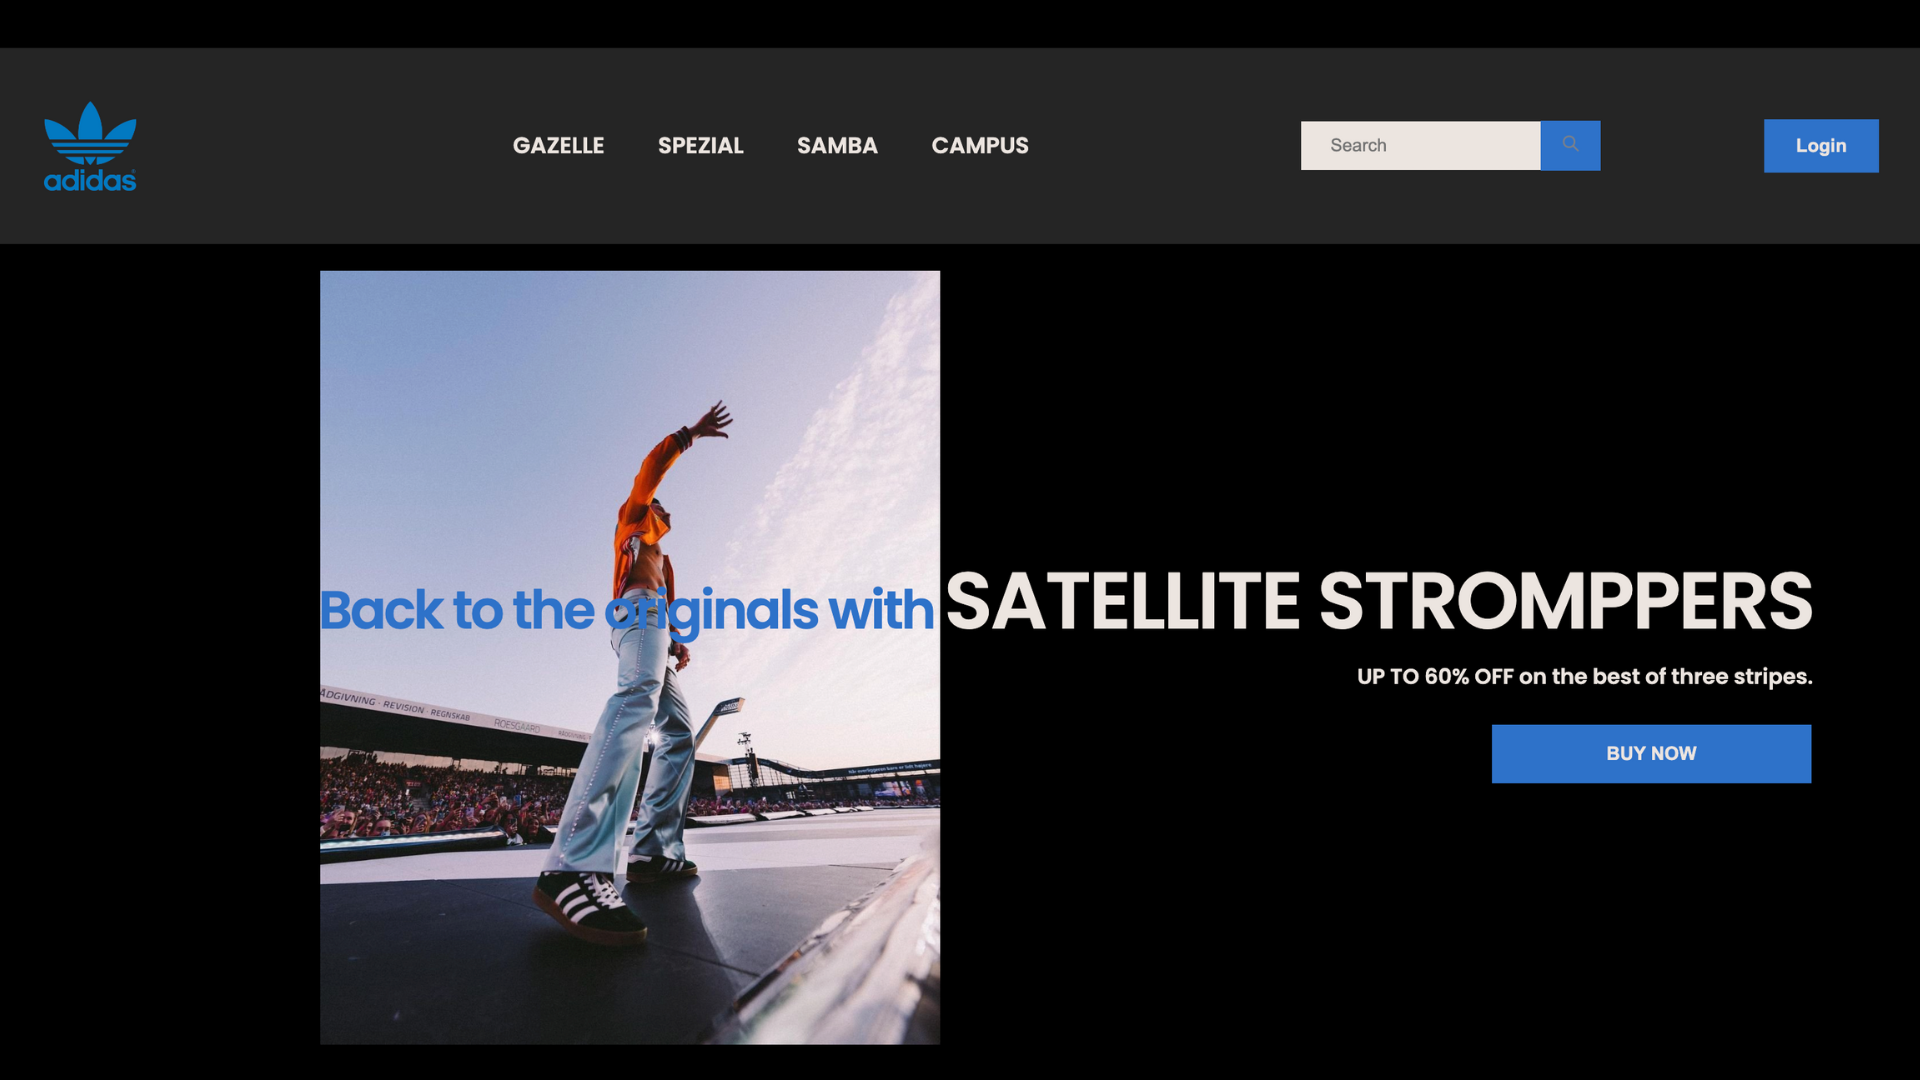 adidas
GAZELLE SPEZIAL SAMBA CAMPUS
Search
Login
Back to the originals with SATELLITE STROMPPERS
UP TO 60% OFF on the best of three stripes.
BUY NOW
ÅDGIVNING · REVISION · REGNSKAB
ROESGAARD